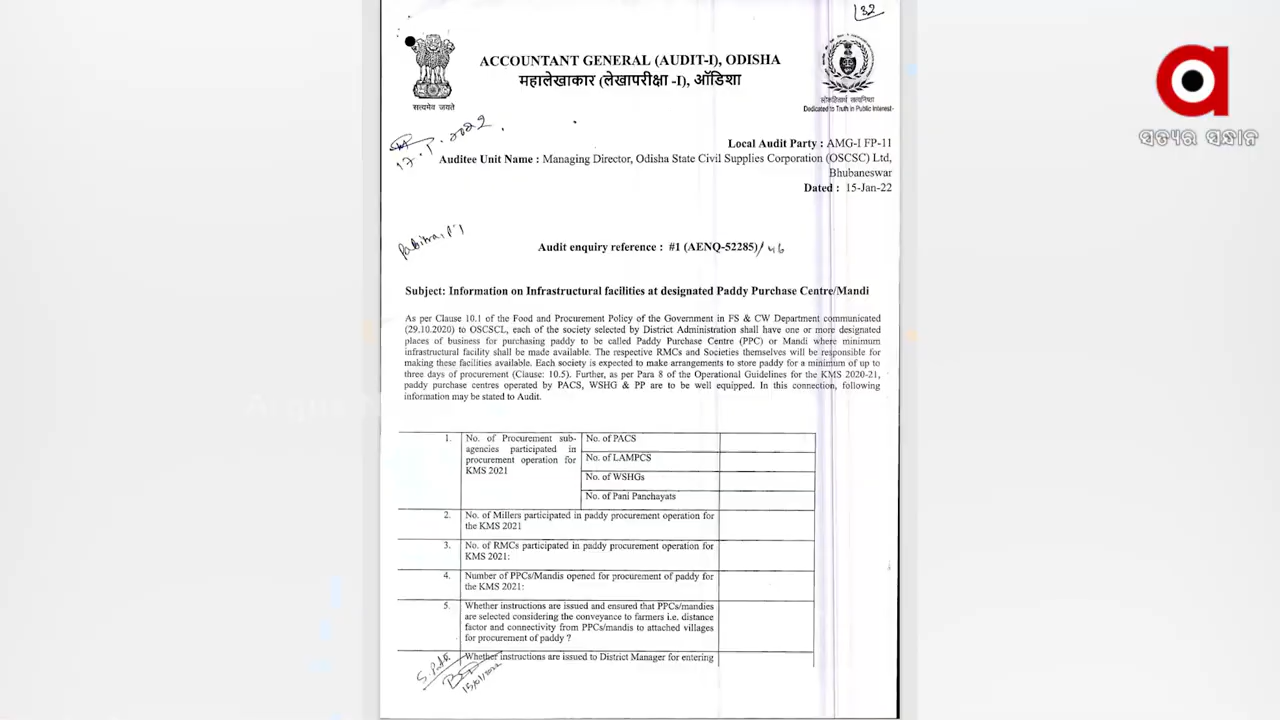 32
ACCOUNTANT GENERAL (AUDIT-I), ODISHA
महालेखाकार (लेखापरीक्षा -I), ऑडिशा
सत्यमेव जयते
लोकहितार्थ सत्यनिष्ठा
Dedicated to Truth in Public Interest
ସତ୍ୟର ସନ୍ଧାନ
Local Audit Party : AMG-I FP-11
Auditee Unit Name : Managing Director, Odisha State Civil Supplies Corporation (OSCSC) Ltd,
Bhubaneswar
Dated : 15-Jan-22
Audit enquiry reference : #1 (AENQ-52285)/46
Subject: Information on Infrastructural facilities at designated Paddy Purchase Centre/Mandi
As per Clause 10.1 of the Food and Procurement Policy of the Government in FS & CW Department communicated
(29.10.2020) to OSCSCL, each of the society selected by District Administration shall have one or more designated
places of business for purchasing paddy to be called Paddy Purchase Centre (PPC) or Mandi where minimum
infrastructural facility shall be made available. The respective RMCs and Societies themselves will be responsible for
making these facilities available. Each society is expected to make arrangements to store paddy for a minimum of up to
three days of procurement (Clause: 10.5). Further, as per Para 8 of the Operational Guidelines for the KMS 2020-21,
paddy purchase centres operated by PACS, WSHG & PP are to be well equipped. In this connection, following
information may be stated to Audit.
1. No. of Procurement sub-
agencies participated in
procurement operation for
KMS 2021
No. of PACS
No. of LAMPCS
No. of WSHGs
No. of Pani Panchayats
2. No. of Millers participated in paddy procurement operation for
the KMS 2021
3. No. of RMCs participated in paddy procurement operation for
KMS 2021:
4. Number of PPCs/Mandis opened for procurement of paddy for
the KMS 2021:
5. Whether instructions are issued and ensured that PPCs/mandies
are selected considering the conveyance to farmers i.e. distance
factor and connectivity from PPCs/mandis to attached villages
for procurement of paddy ?
Whether instructions are issued to District Manager for entering
15/01/2022